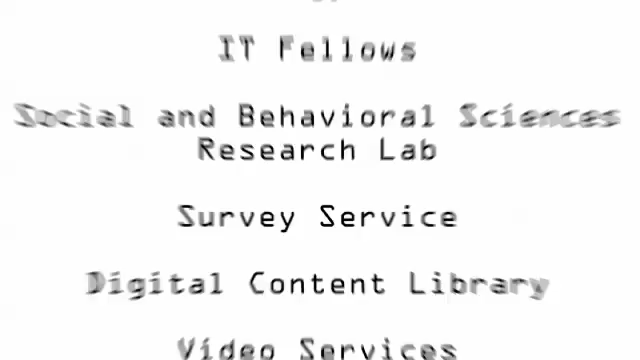 IT Fellows
Social and Behavioral Sciences
Research Lab
Survey Service
Digital Content Library
Video Services